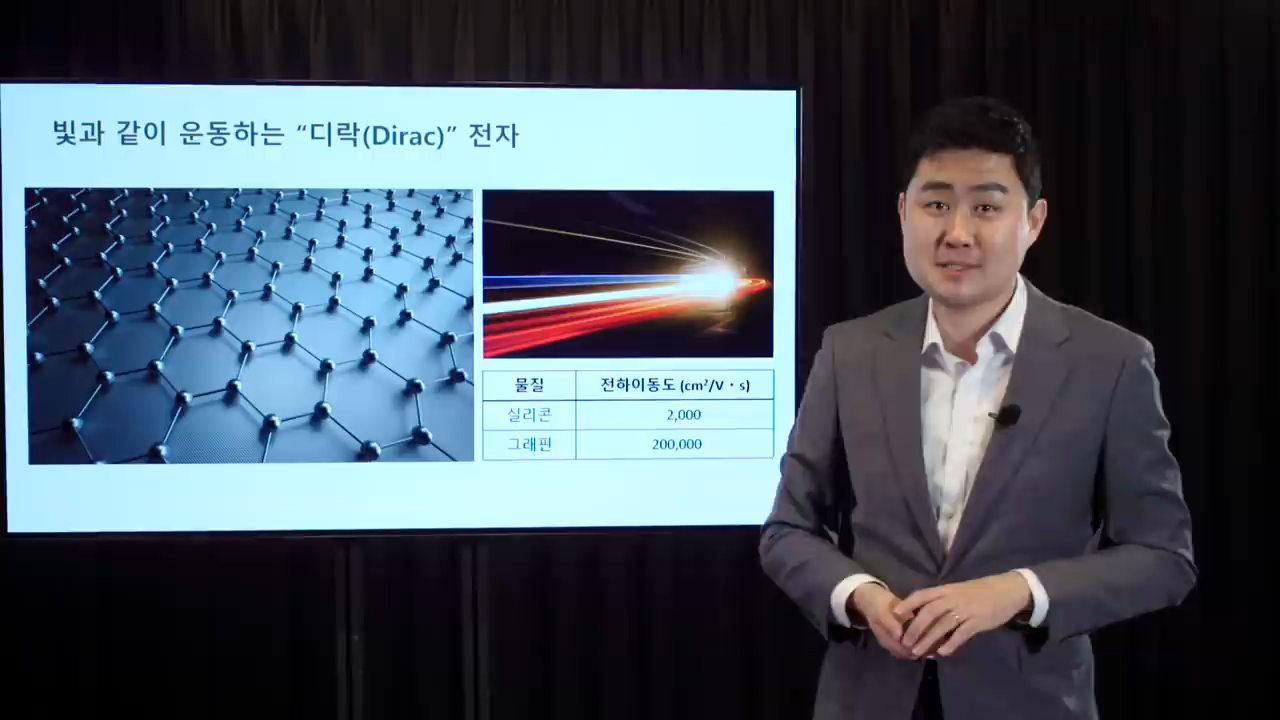 빛과 같이 운동하는 “디락(Dirac)” 전자
물질 전하이동도 (cm²/V・s)
실리콘 2,000
그래핀 200,000